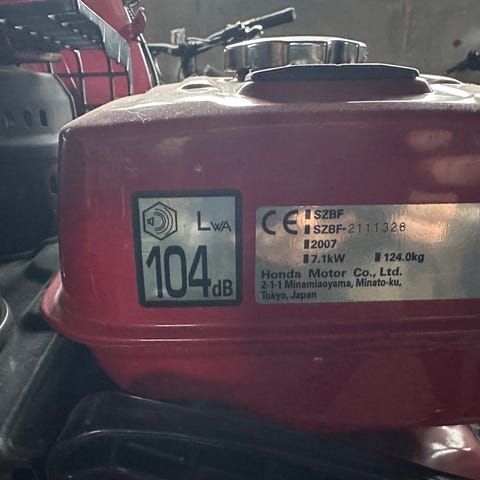 LWA
104dB
CE SZBF
SZBF-2111328
2007
7.1kW 124.0kg
Honda Motor Co., Ltd.
2-1-1 Minamiaoyama, Minato-ku,
Tokyo, Japan